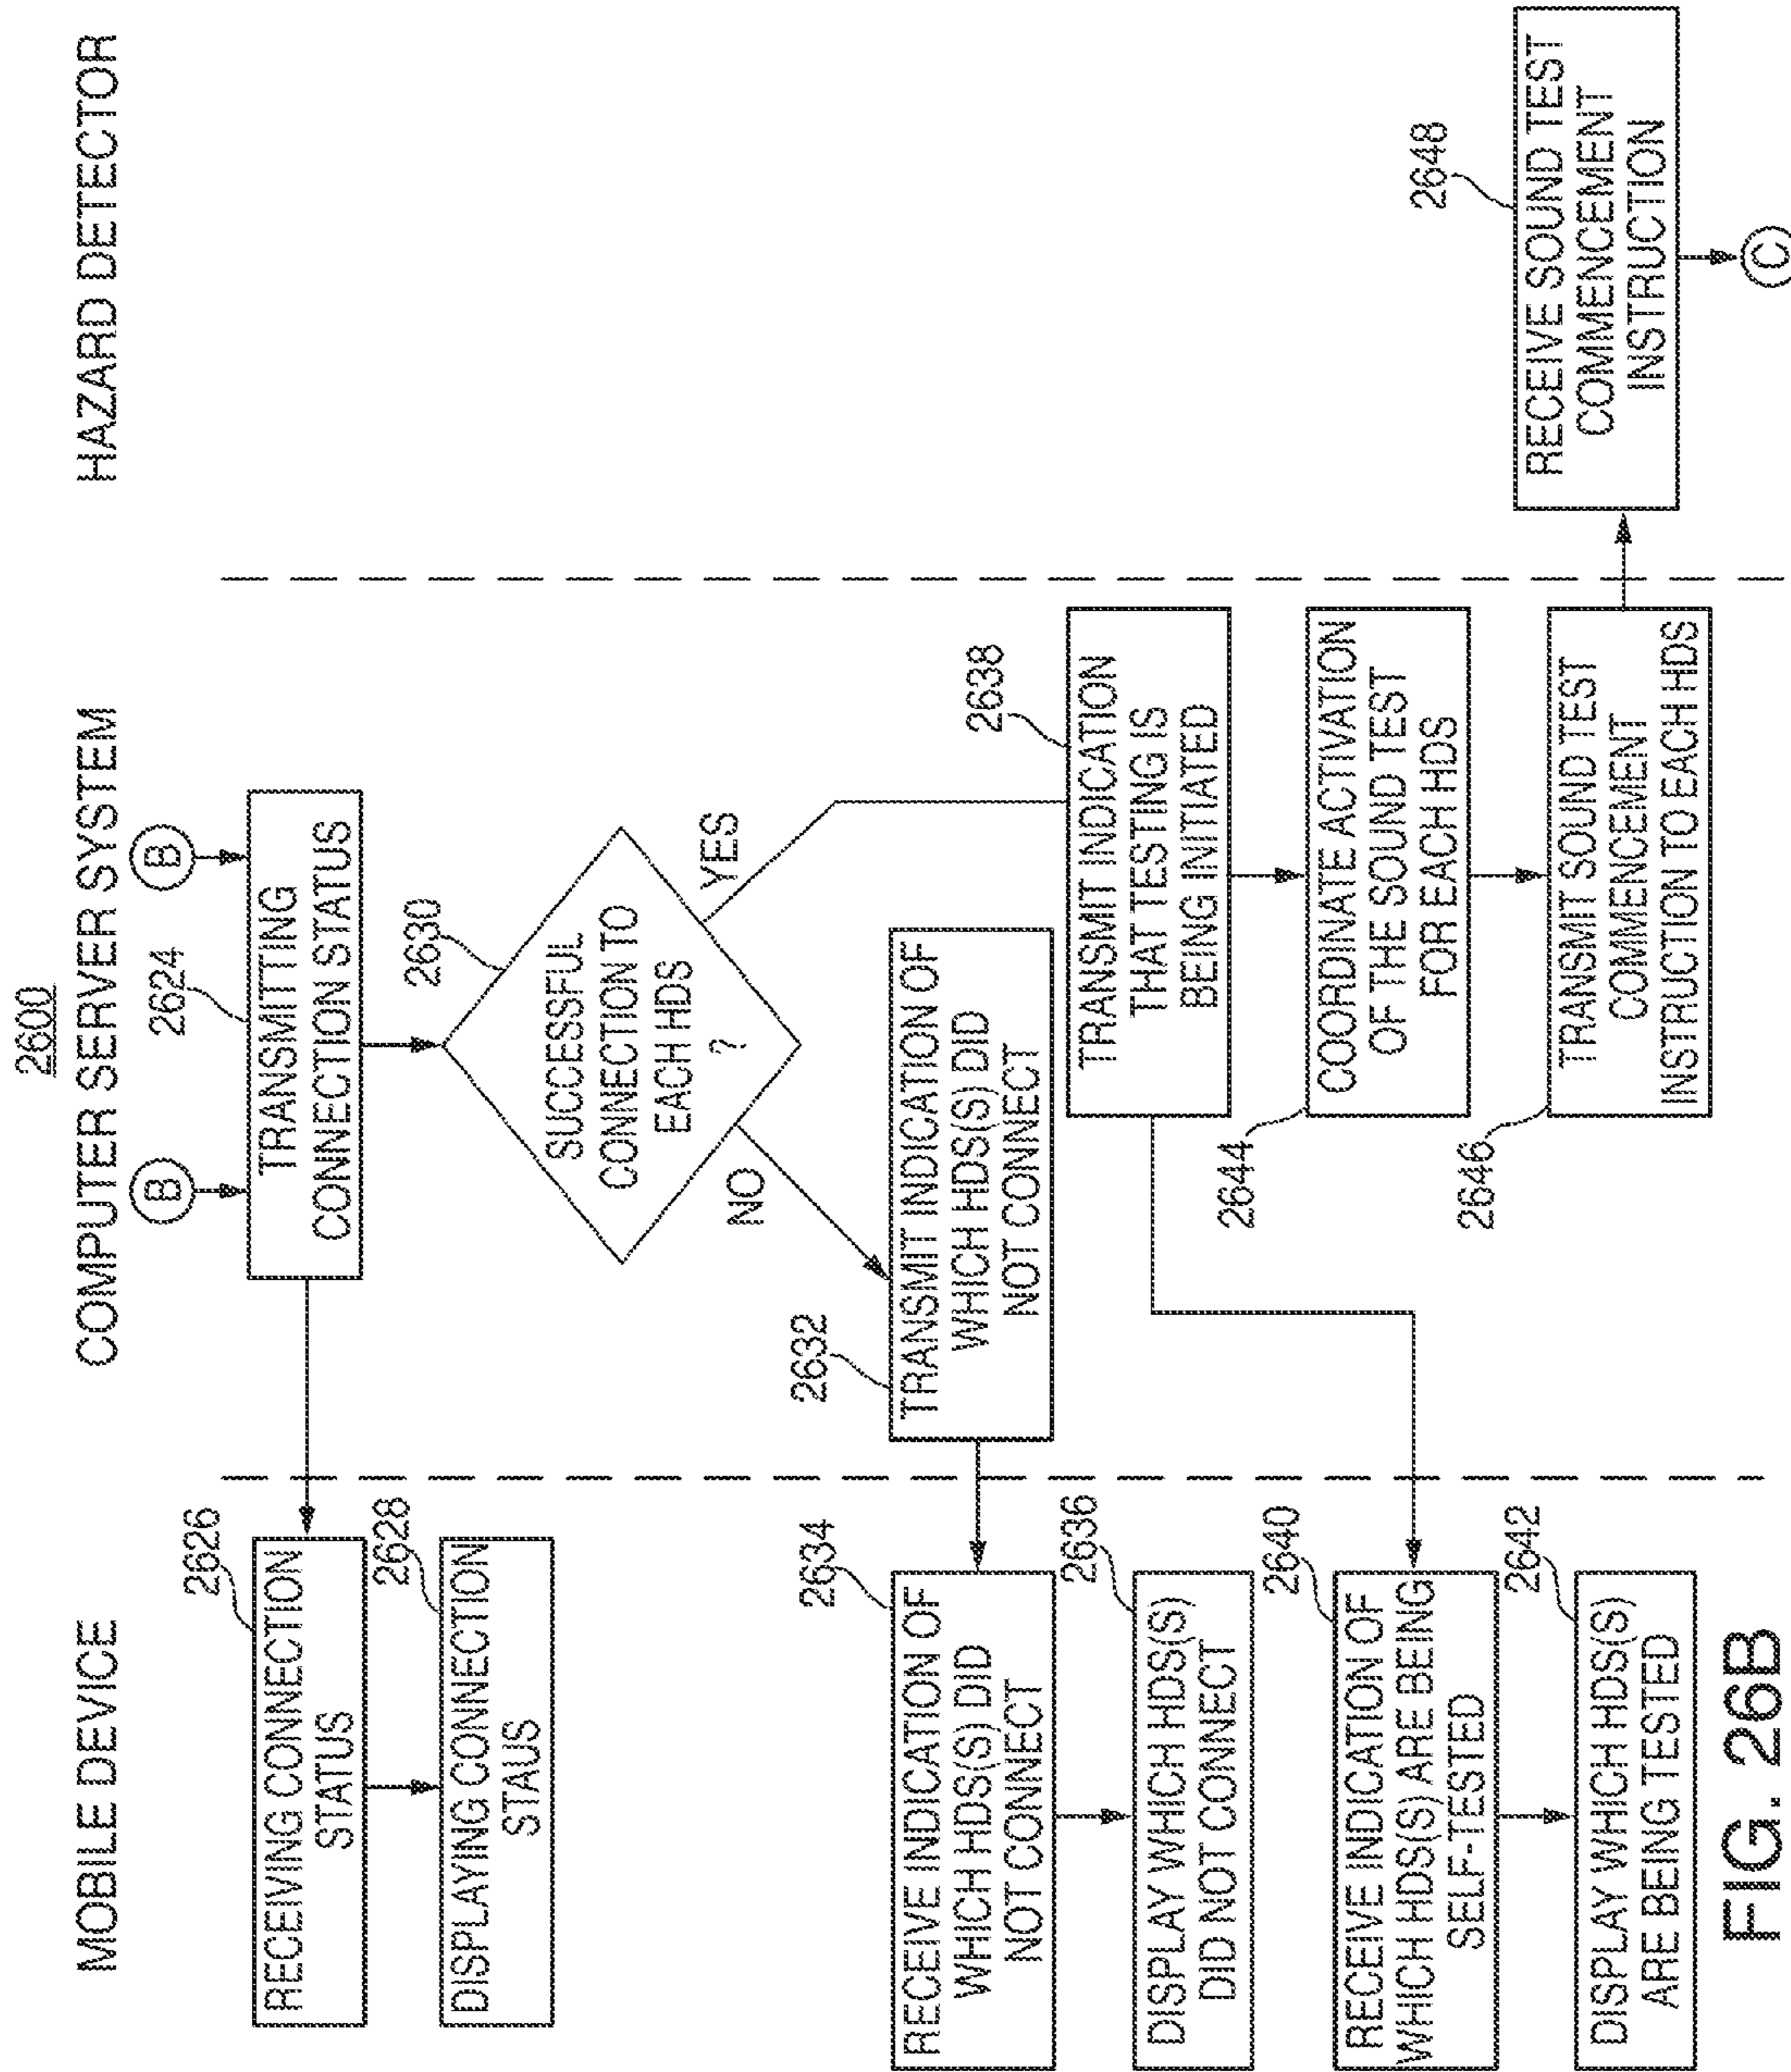 2600
MOBILE DEVICE
COMPUTER SERVER SYSTEM
HAZARD DETECTOR
B
B
2624
TRANSMITTING
CONNECTION STATUS
2626
RECEIVING CONNECTION
STATUS
2628
DISPLAYING CONNECTION
STAUS
2630
SUCCESSFUL
CONNECTION TO
EACH HDS
?
NO
YES
2632
TRANSMIT INDICATION OF
WHICH HDS(S) DID
NOT CONNECT
2634
RECEIVE INDICATION OF
WHICH HDS(S) DID
NOT CONNECT
2636
DISPLAY WHICH HDS(S)
DID NOT CONNECT
2638
TRANSMIT INDICATION
THAT TESTING IS
BEING INITIATED
2640
RECEIVE INDICATION OF
WHICH HDS(S) ARE BEING
SELF-TESTED
2642
DISPLAY WHICH HDS(S)
ARE BEING TESTED
2644
COORDINATE ACTIVATION
OF THE SOUND TEST
FOR EACH HDS
2646
TRANSMIT SOUND TEST
COMMENCEMENT
INSTRUCTION TO EACH HDS
2648
RECEIVE SOUND TEST
COMMENCEMENT
INSTRUCTION
C
FIG. 26B